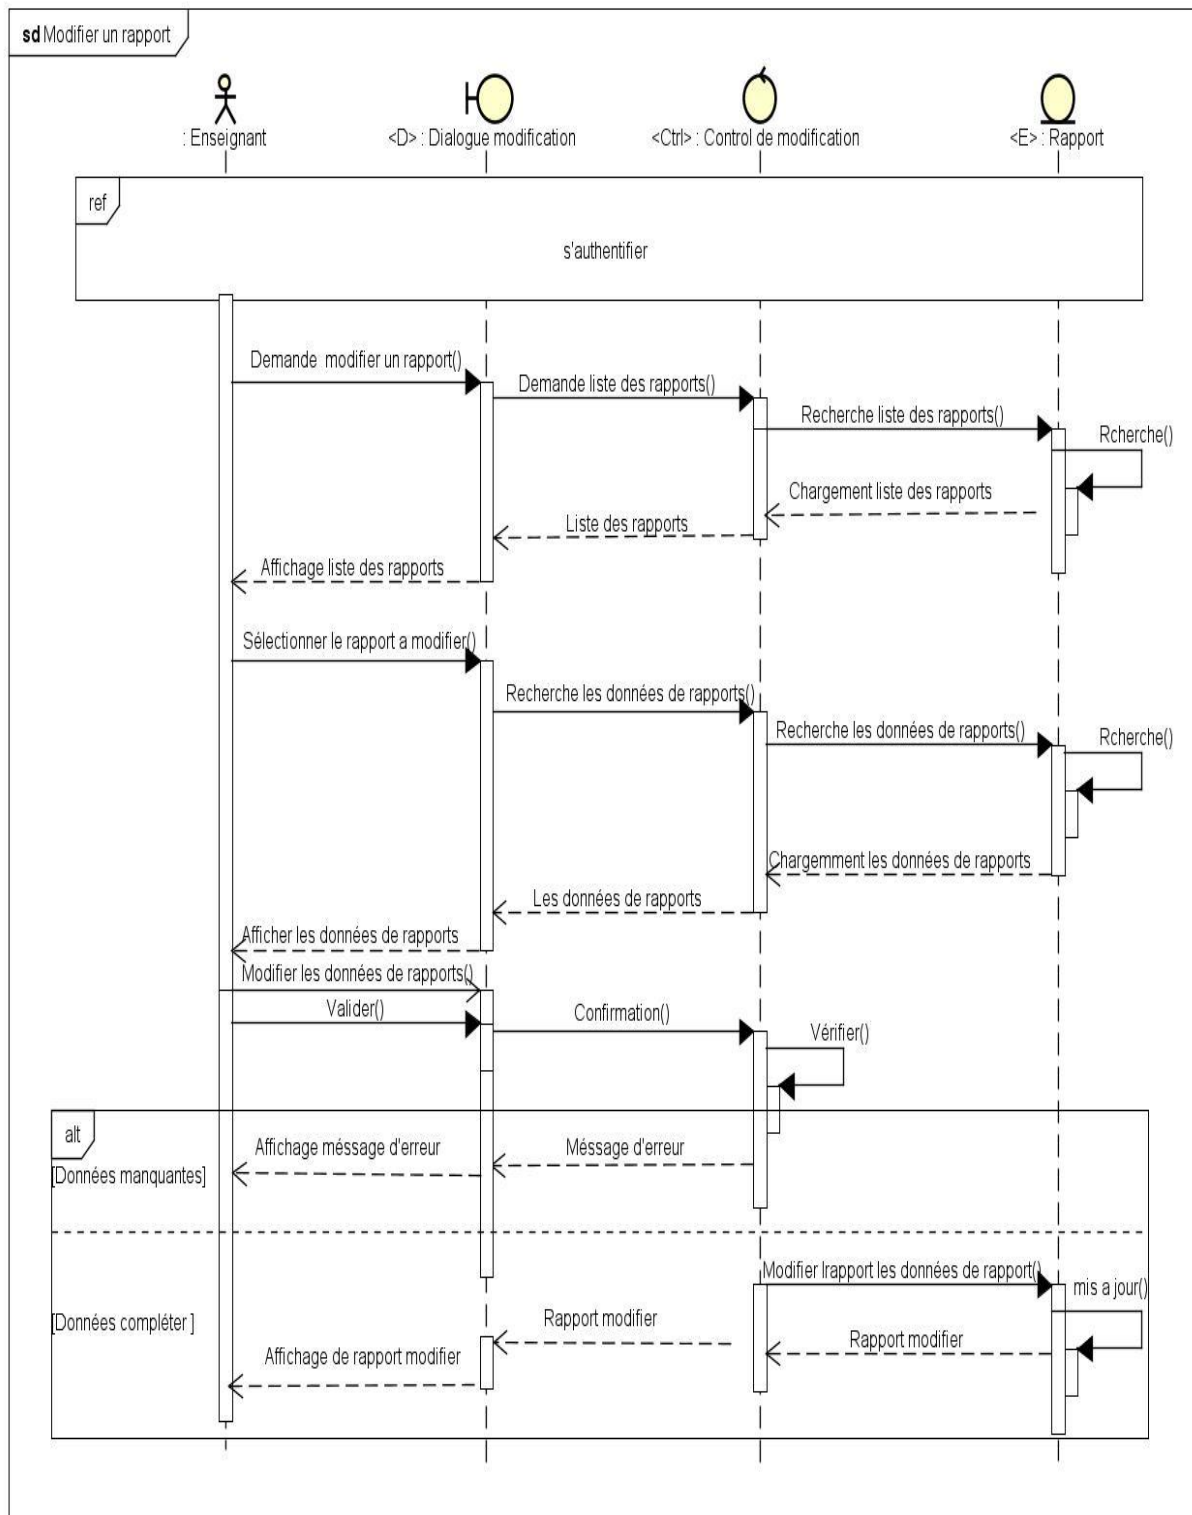 sd Modifier un rapport
: Enseignant
<D> : Dialogue modification
<Ctrl> : Control de modification
<E> : Rapport
ref
s'authentifier
Demande modifier un rapport()
Demande liste des rapports()
Recherche liste des rapports()
Rcherche()
Chargement liste des rapports
Liste des rapports
Affichage liste des rapports
Sélectionner le rapport a modifier()
Recherche les données de rapports()
Recherche les données de rapports()
Rcherche()
Chargemment les données de rapports
Les données de rapports
Afficher les données de rapports
Modifier les données de rapports()
Valider()
Confirmation()
Vérifier()
alt
Affichage méssage d'erreur
Méssage d'erreur
[Données manquantes]
Modifier lrapport les données de rapport()
mis a jour()
[Données compléter ]
Rapport modifier
Rapport modifier
Affichage de rapport modifier